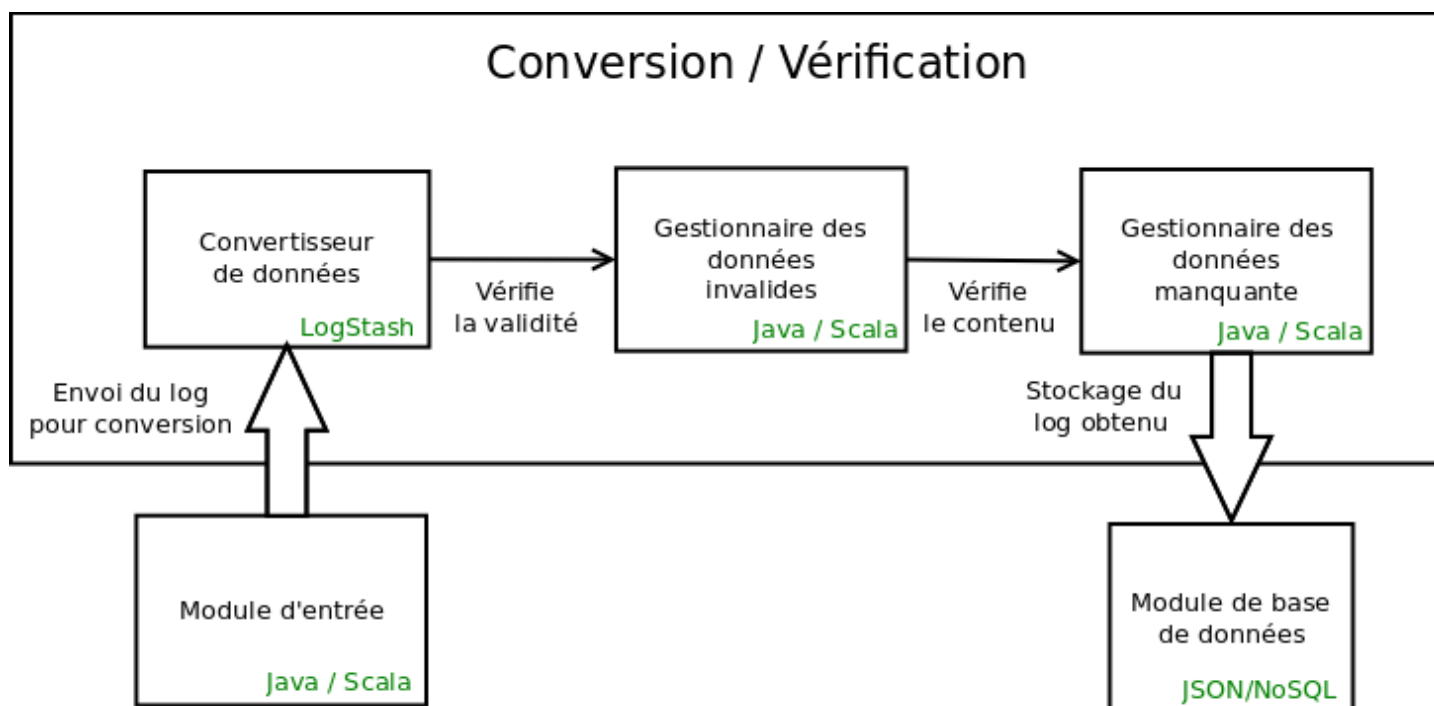 Conversion / Vérification
Convertisseur
de données
LogStash
Vérifie
la validité
Gestionnaire des
données
invalides
Java / Scala
Vérifie
le contenu
Gestionnaire des
données
manquante
Java / Scala
Envoi du log
pour conversion
Stockage du
log obtenu
Module d'entrée
Java / Scala
Module de base
de données
JSON/NoSQL